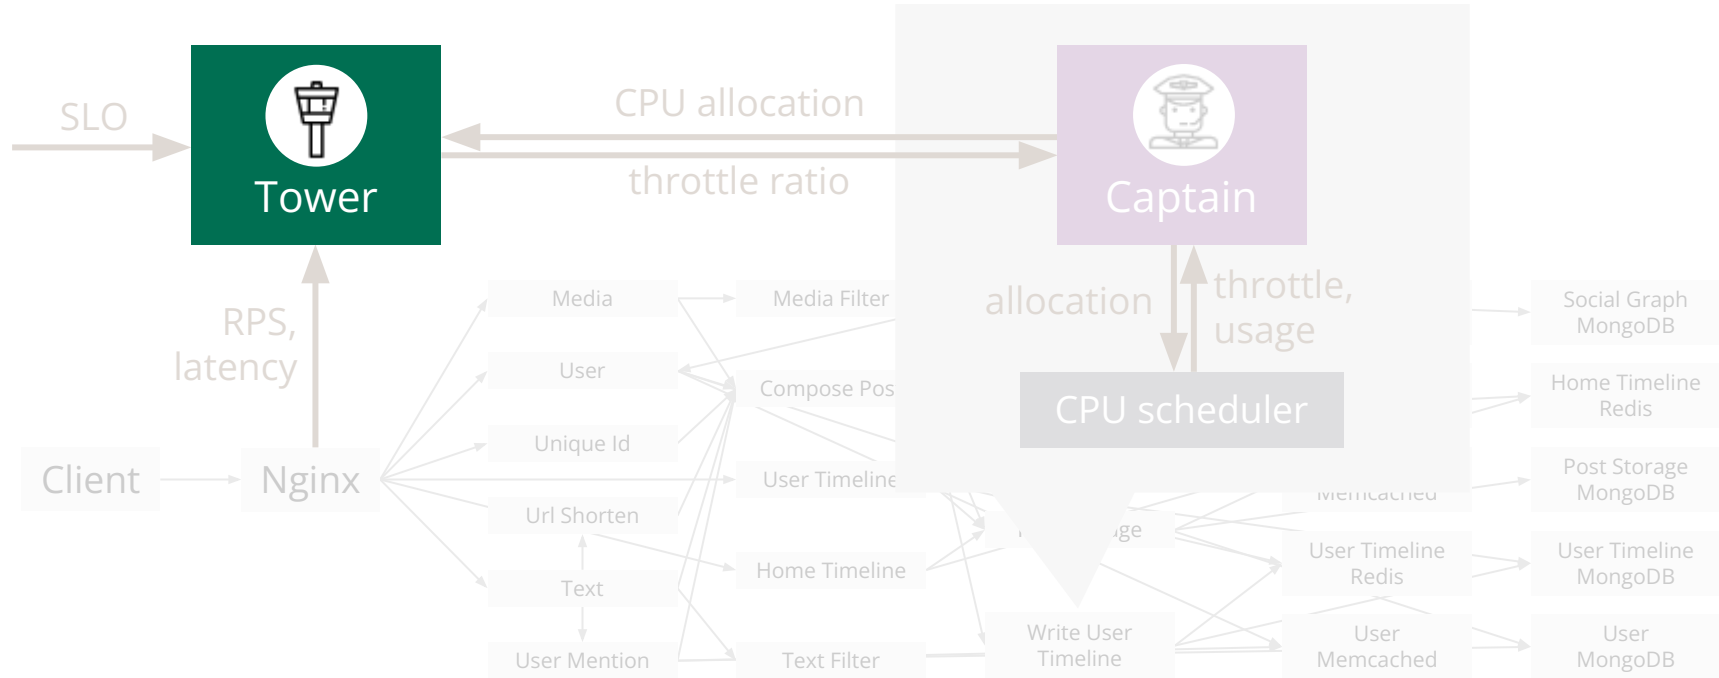 SLO
Tower
CPU allocation
throttle ratio
Captain
RPS,
latency
allocation
throttle,
usage
CPU scheduler
Client
Nginx
Media
User
Unique Id
Url Shorten
Text
User Mention
Media Filter
Compose Pos
User Timeline
Home Timeline
Text Filter
age
Write User
Timeline
Memcached
User Timeline
Redis
User
Memcached
Social Graph
MongoDB
Home Timeline
Redis
Post Storage
MongoDB
User Timeline
MongoDB
User
MongoDB